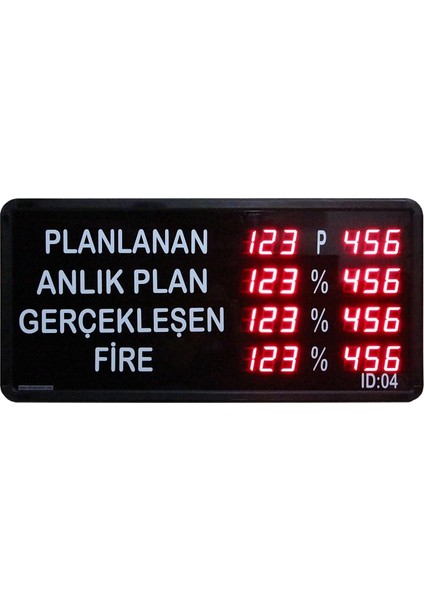 PLANLANAN 123 P 456
ANLIK PLAN 123 % 456
GERÇEKLEŞEN 123 % 456
FİRE 123 % 456
ID:04